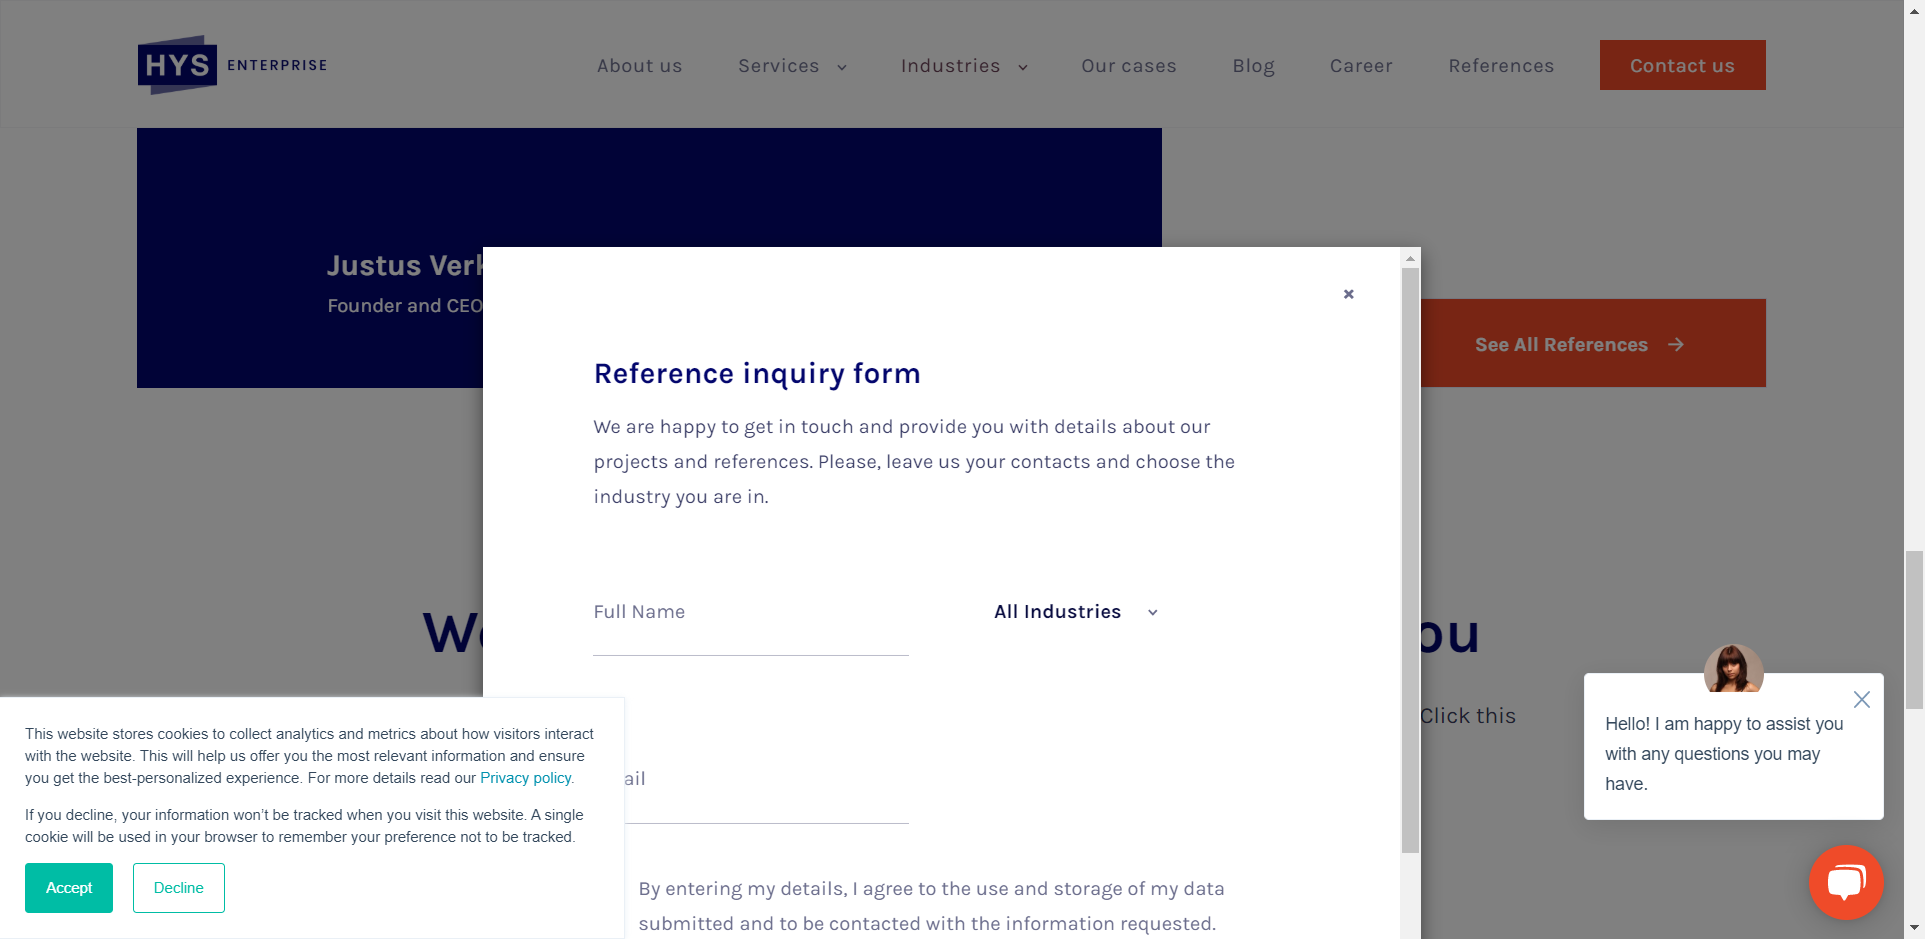 HYS ENTERPRISE
About us
Services
Industries
Our cases
Blog
Career
References
Contact us
Justus
Founder and CEO
See All References
Reference inquiry form
We are happy to get in touch and provide you with details about our
projects and references. Please, leave us your contacts and choose the
industry you are in.
Full Name
All Industries
Click this
By entering my details, I agree to the use and storage of my data
submitted and to be contacted with the information requested.
This website stores cookies to collect analytics and metrics about how visitors interact
with the website. This will help us offer you the most relevant information and ensure
you get the best-personalized experience. For more details read our Privacy policy.
If you decline, your information won’t be tracked when you visit this website. A single
cookie will be used in your browser to remember your preference not to be tracked.
Accept
Decline
Hello! I am happy to assist you
with any questions you may
have.